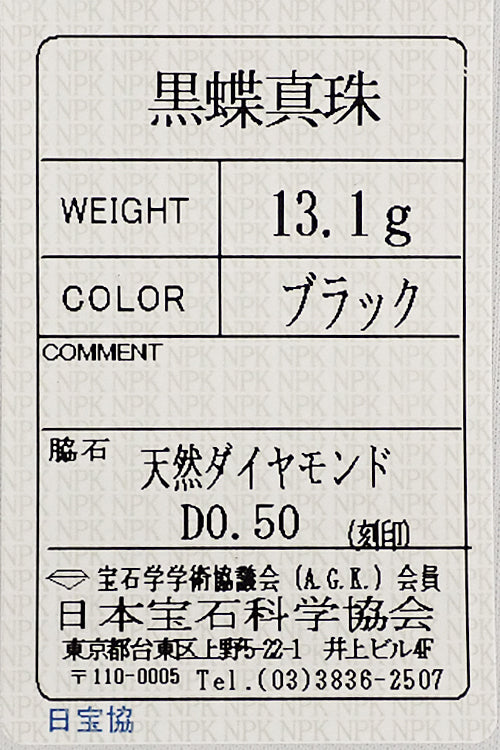 黒蝶真珠
WEIGHT 13.1g
COLOR ブラック
COMMENT
脇石 天然ダイヤモンド
D0.50 (刻印)
宝石学学術協議会 (A.G.K.) 会員
日本宝石科学協会
東京都台東区上野5-22-1 井上ビル4F
〒110-0005 Tel.(03)3836-2507
日宝協
NPK